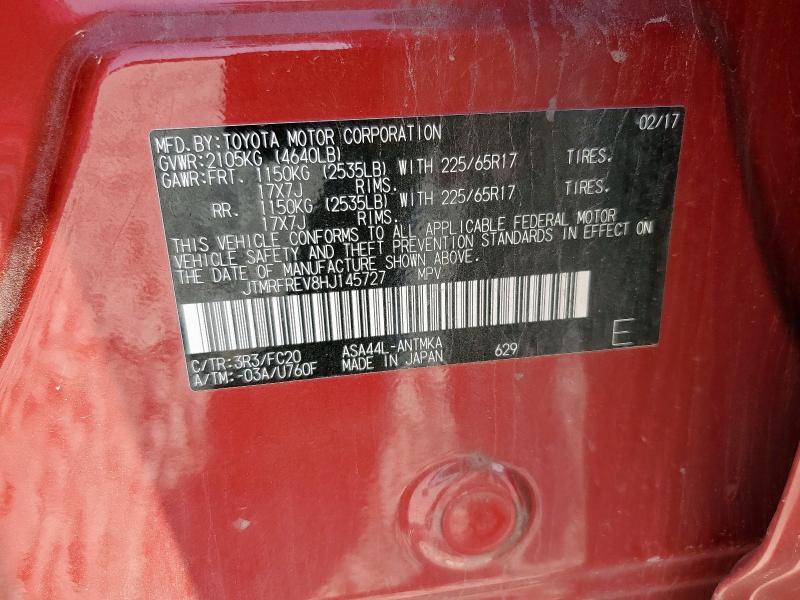 MFD. BY: TOYOTA MOTOR CORPORATION 02/17
GVWR: 2105KG (4640LB)
GAWR: FRT. 1150KG (2535LB) WITH 225/65R17 TIRES.
17X7J RIMS.
RR. 1150KG (2535LB) WITH 225/65R17 TIRES.
17X7J RIMS.
THIS VEHICLE CONFORMS TO ALL APPLICABLE FEDERAL MOTOR
VEHICLE SAFETY AND THEFT PREVENTION STANDARDS IN EFFECT ON
THE DATE OF MANUFACTURE SHOWN ABOVE.
JTMRFREV8HJ145727 MPV
C/TR: 3R3/FC20 ASA44L-ANTMKA 629 E
A/TM: -03A/U760F MADE IN JAPAN